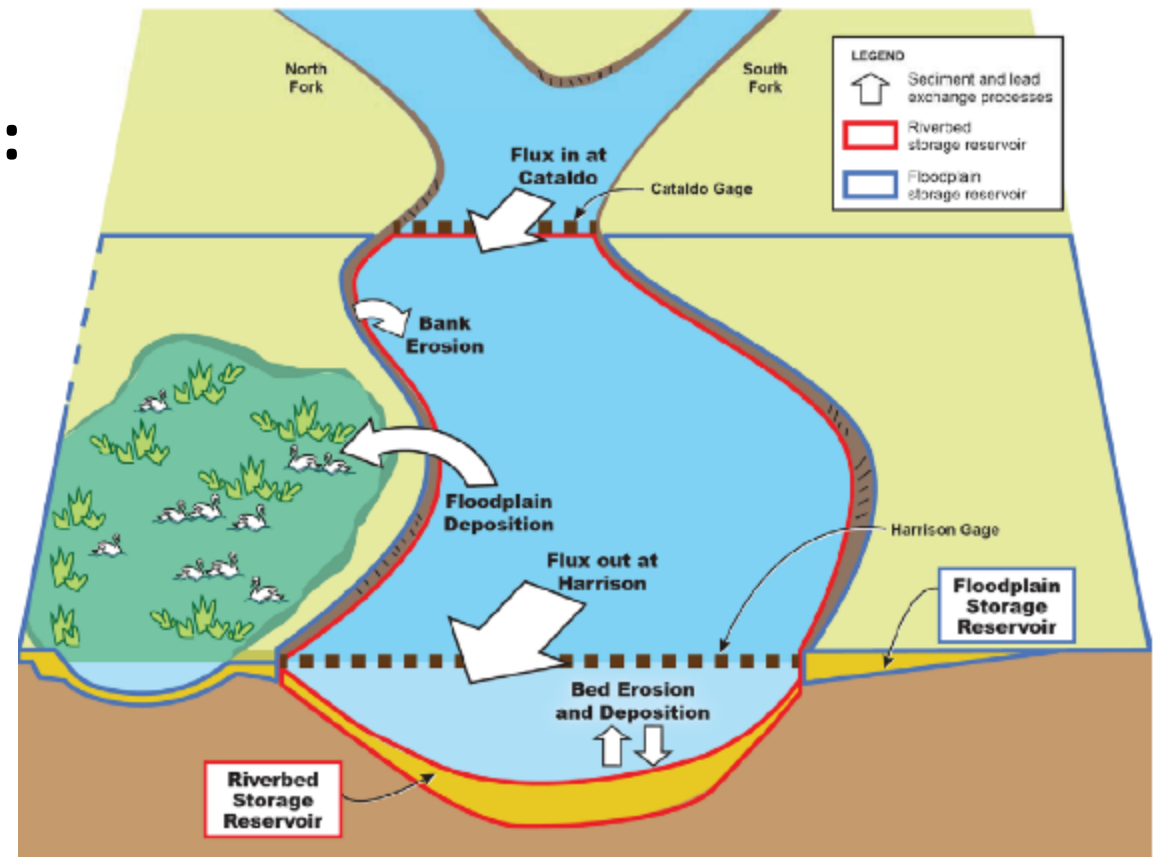 :
North
Fork
South
Fork
LEGEND
Sediment and lead
exchange processes
Riverbed
storage reservoir
Floodplain
storage reservoir
Flux in at
Cataldo
Cataldo Gage
Bank
Erosion
Floodplain
Deposition
Flux out at
Harrison
Harrison Gage
Floodplain
Storage
Reservoir
Bed Erosion
and Deposition
Riverbed
Storage
Reservoir